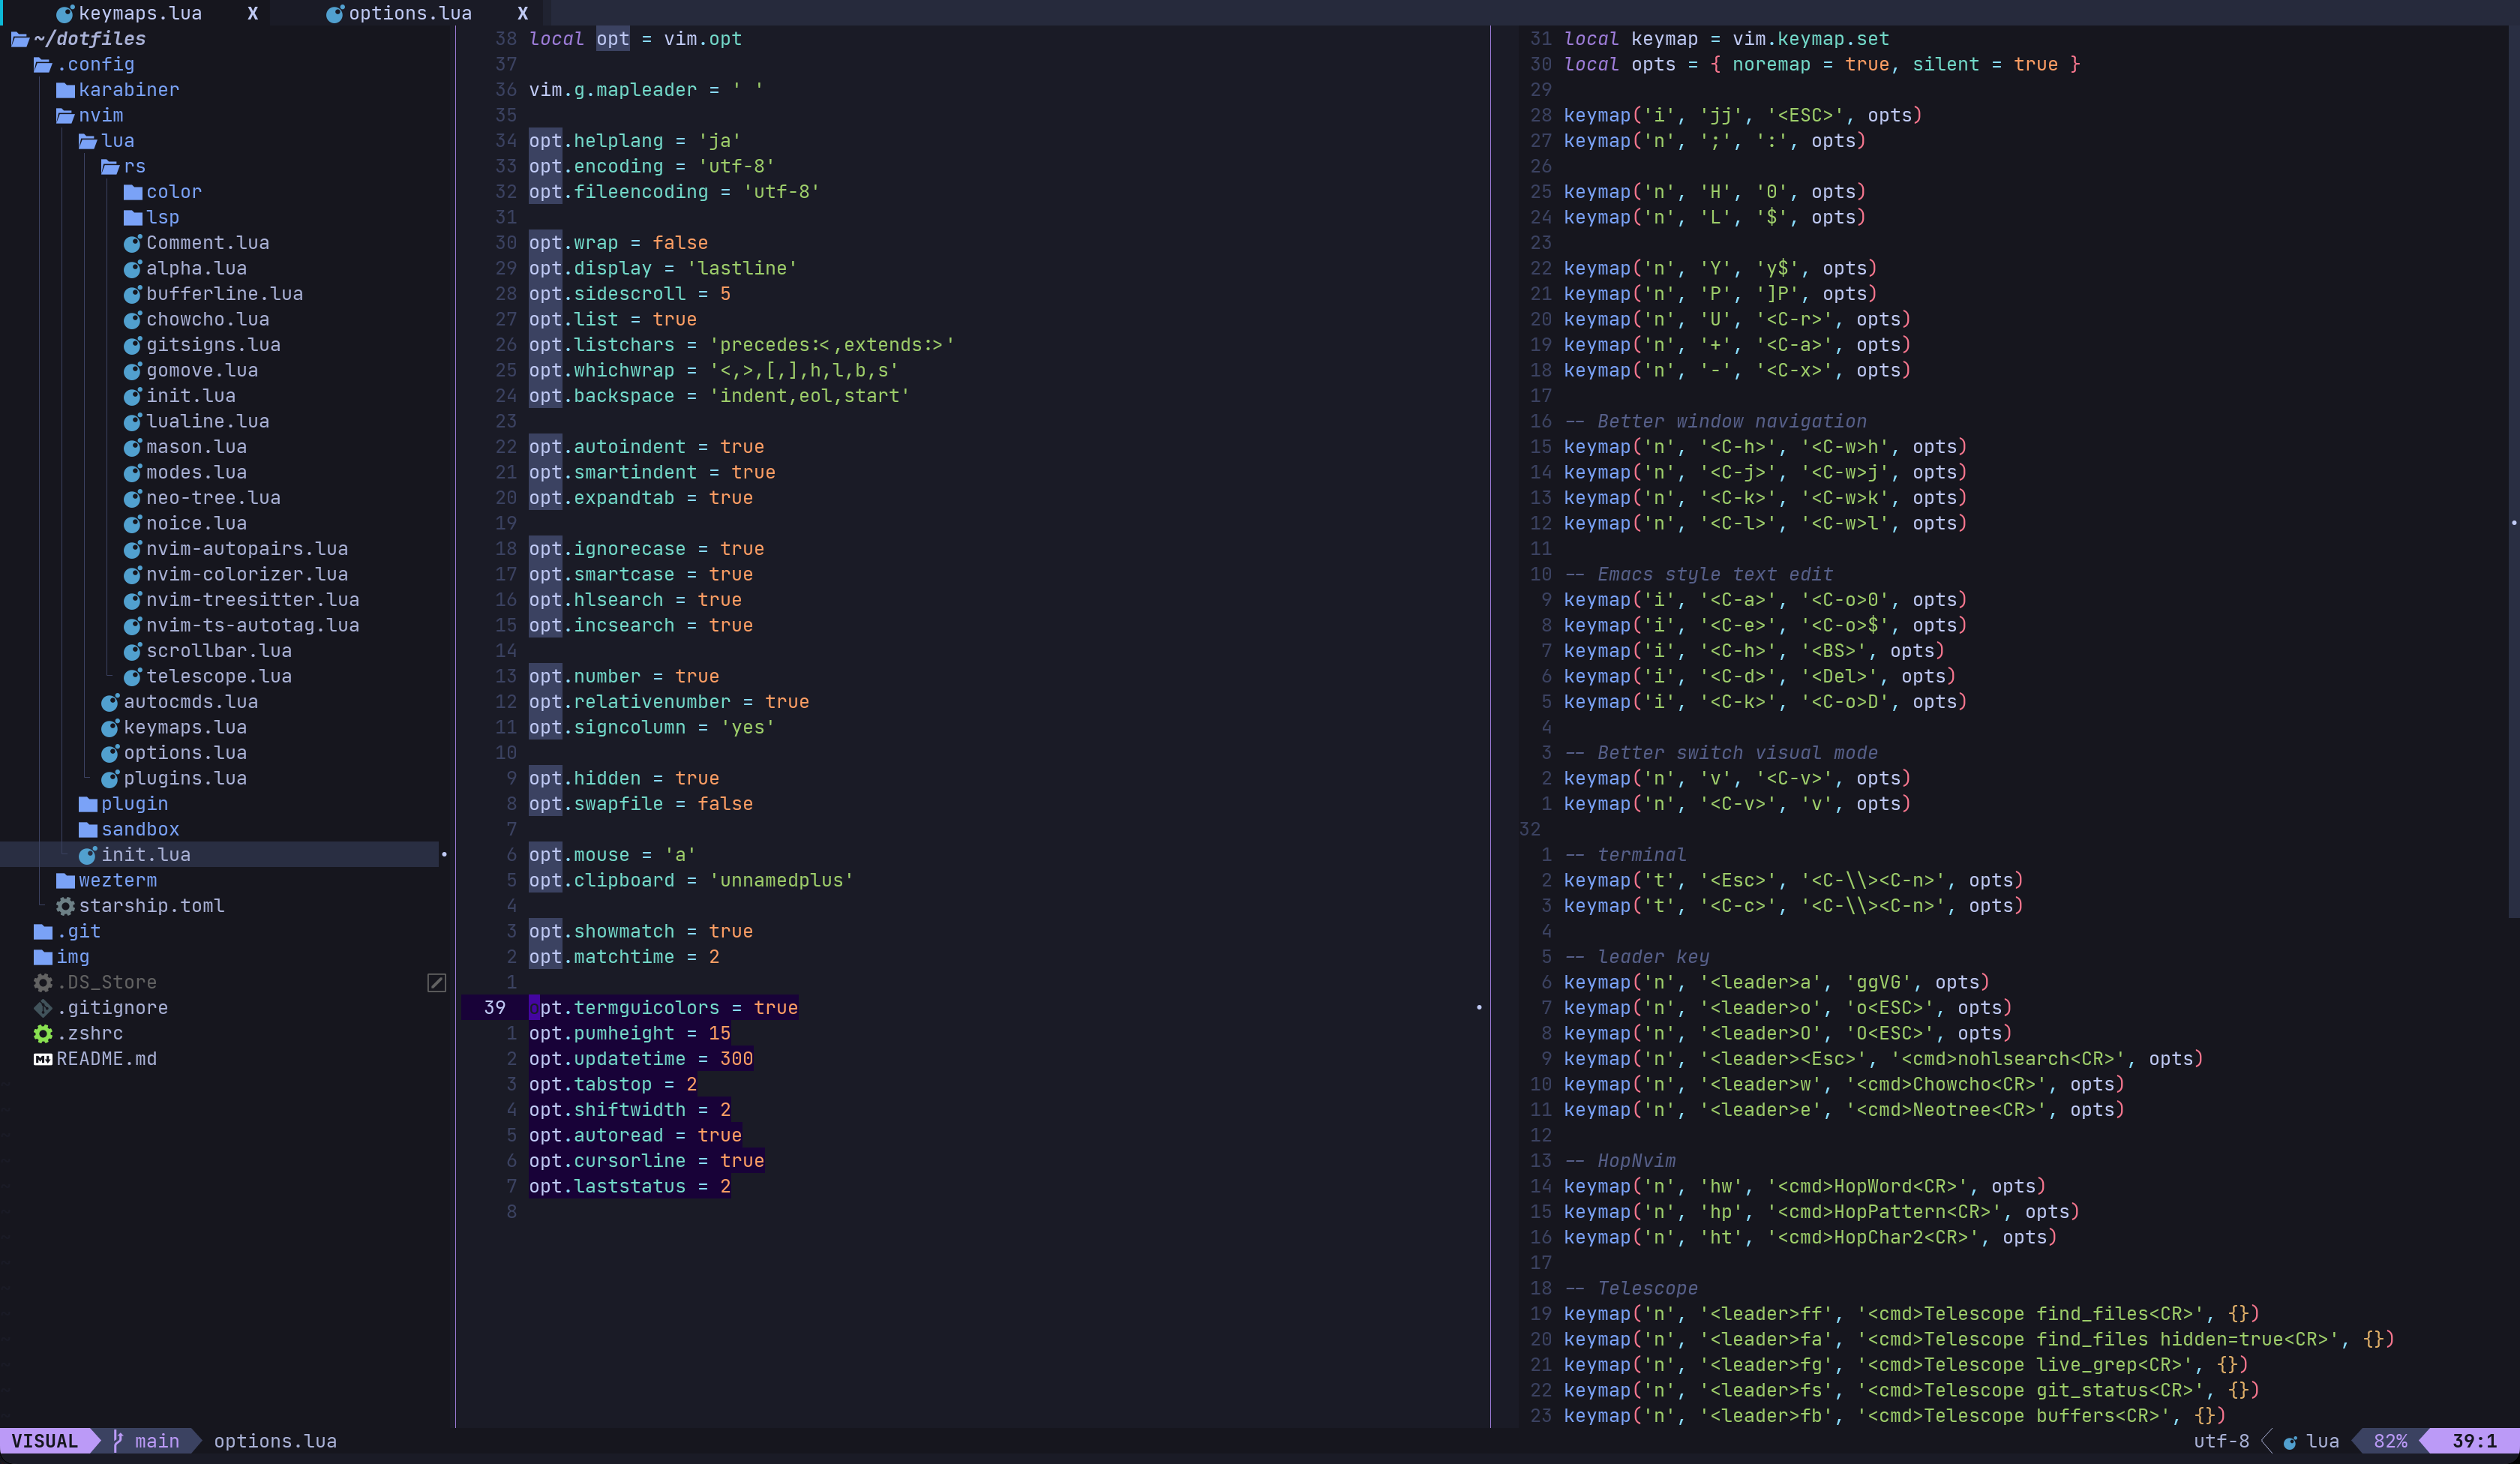 keymaps.lua X options.lua X
~/dotfiles
.config
karabiner
nvim
lua
rs
color
lsp
Comment.lua
alpha.lua
bufferline.lua
chowcho.lua
gitsigns.lua
gomove.lua
init.lua
lualine.lua
mason.lua
modes.lua
neo-tree.lua
noice.lua
nvim-autopairs.lua
nvim-colorizer.lua
nvim-treesitter.lua
nvim-ts-autotag.lua
scrollbar.lua
telescope.lua
autocmds.lua
keymaps.lua
options.lua
plugins.lua
plugin
sandbox
init.lua
wezterm
starship.toml
.git
img
.DS_Store
.gitignore
.zshrc
README.md
38 local opt = vim.opt
37
36 vim.g.mapleader = ' '
35
34 opt.helplang = 'ja'
33 opt.encoding = 'utf-8'
32 opt.fileencoding = 'utf-8'
31
30 opt.wrap = false
29 opt.display = 'lastline'
28 opt.sidescroll = 5
27 opt.list = true
26 opt.listchars = 'precedes:<,extends:>'
25 opt.whichwrap = '<,>,[,],h,l,b,s'
24 opt.backspace = 'indent,eol,start'
23
22 opt.autoindent = true
21 opt.smartindent = true
20 opt.expandtab = true
19
18 opt.ignorecase = true
17 opt.smartcase = true
16 opt.hlsearch = true
15 opt.incsearch = true
14
13 opt.number = true
12 opt.relativenumber = true
11 opt.signcolumn = 'yes'
10
9 opt.hidden = true
8 opt.swapfile = false
7
6 opt.mouse = 'a'
5 opt.clipboard = 'unnamedplus'
4
3 opt.showmatch = true
2 opt.matchtime = 2
1
39 opt.termguicolors = true
1 opt.pumheight = 15
2 opt.updatetime = 300
3 opt.tabstop = 2
4 opt.shiftwidth = 2
5 opt.autoread = true
6 opt.cursorline = true
7 opt.laststatus = 2
8
31 local keymap = vim.keymap.set
30 local opts = { noremap = true, silent = true }
29
28 keymap('i', 'jj', '<ESC>', opts)
27 keymap('n', ';', ':', opts)
26
25 keymap('n', 'H', '0', opts)
24 keymap('n', 'L', '$', opts)
23
22 keymap('n', 'Y', 'y$', opts)
21 keymap('n', 'P', ']P', opts)
20 keymap('n', 'U', '<C-r>', opts)
19 keymap('n', '+', '<C-a>', opts)
18 keymap('n', '-', '<C-x>', opts)
17
16 -- Better window navigation
15 keymap('n', '<C-h>', '<C-w>h', opts)
14 keymap('n', '<C-j>', '<C-w>j', opts)
13 keymap('n', '<C-k>', '<C-w>k', opts)
12 keymap('n', '<C-l>', '<C-w>l', opts)
11
10 -- Emacs style text edit
9 keymap('i', '<C-a>', '<C-o>0', opts)
8 keymap('i', '<C-e>', '<C-o>$', opts)
7 keymap('i', '<C-h>', '<BS>', opts)
6 keymap('i', '<C-d>', '<Del>', opts)
5 keymap('i', '<C-k>', '<C-o>D', opts)
4
3 -- Better switch visual mode
2 keymap('n', 'v', '<C-v>', opts)
1 keymap('n', '<C-v>', 'v', opts)
32
1 -- terminal
2 keymap('t', '<Esc>', '<C-\\><C-n>', opts)
3 keymap('t', '<C-c>', '<C-\\><C-n>', opts)
4
5 -- leader key
6 keymap('n', '<leader>a', 'ggVG', opts)
7 keymap('n', '<leader>o', 'o<ESC>', opts)
8 keymap('n', '<leader>O', 'O<ESC>', opts)
9 keymap('n', '<leader><Esc>', '<cmd>nohlsearch<CR>', opts)
10 keymap('n', '<leader>w', '<cmd>Chowcho<CR>', opts)
11 keymap('n', '<leader>e', '<cmd>Neotree<CR>', opts)
12
13 -- HopNvim
14 keymap('n', 'hw', '<cmd>HopWord<CR>', opts)
15 keymap('n', 'hp', '<cmd>HopPattern<CR>', opts)
16 keymap('n', 'ht', '<cmd>HopChar2<CR>', opts)
17
18 -- Telescope
19 keymap('n', '<leader>ff', '<cmd>Telescope find_files<CR>', {})
20 keymap('n', '<leader>fa', '<cmd>Telescope find_files hidden=true<CR>', {})
21 keymap('n', '<leader>fg', '<cmd>Telescope live_grep<CR>', {})
22 keymap('n', '<leader>fs', '<cmd>Telescope git_status<CR>', {})
23 keymap('n', '<leader>fb', '<cmd>Telescope buffers<CR>', {})
VISUAL main options.lua utf-8 lua 82% 39:1